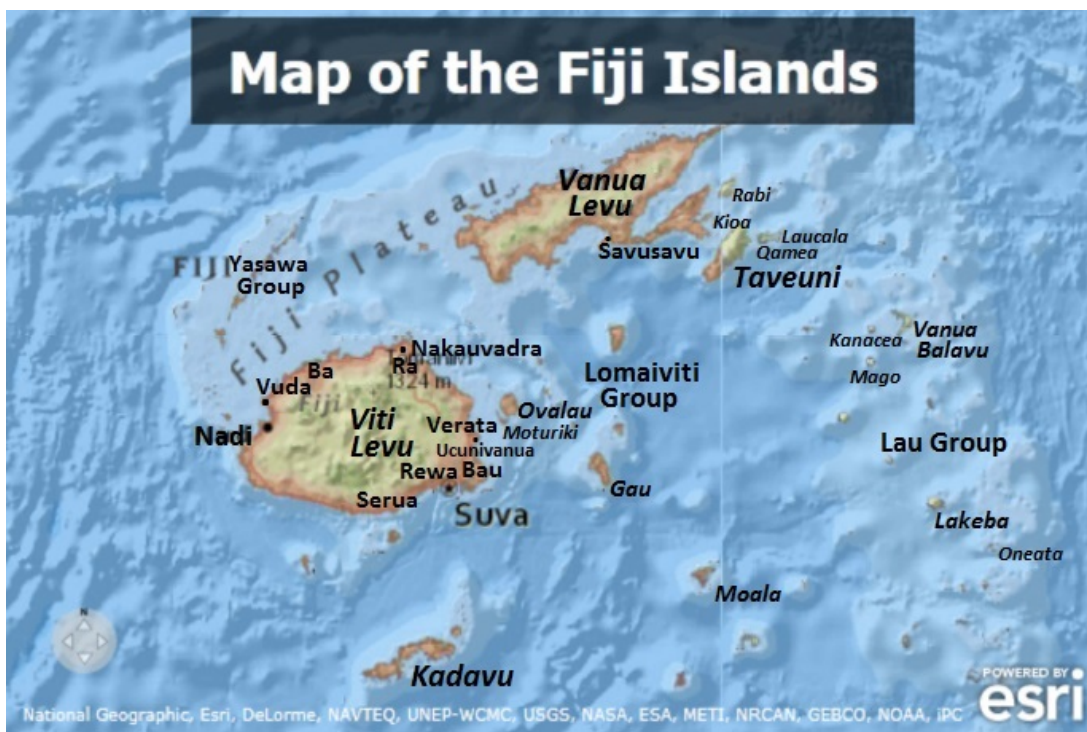 Map of the Fiji Islands
Vanua
Levu
Rabi
Kioa
Laucala
Qamea
Savusavu
Taveuni
FIJI
Yasawa
Group
Fiji Plateau
Kanacea
Vanua
Balavu
Mago
Nakauvadra
Ra
1324 m
Ba
Vuda
Fiji
Lomaiviti
Group
Nadi
Viti
Levu
Verata
Ovalau
Moturiki
Ucunivanua
Lau Group
Rewa
Bau
Serua
Suva
Gau
Lakeba
Oneata
Moala
N
Kadavu
POWERED BY
esri
National Geographic, Esri, DeLorme, NAVTEQ, UNEP-WCMC, USGS, NASA, ESA, METI, NRCAN, GEBCO, NOAA, iPC